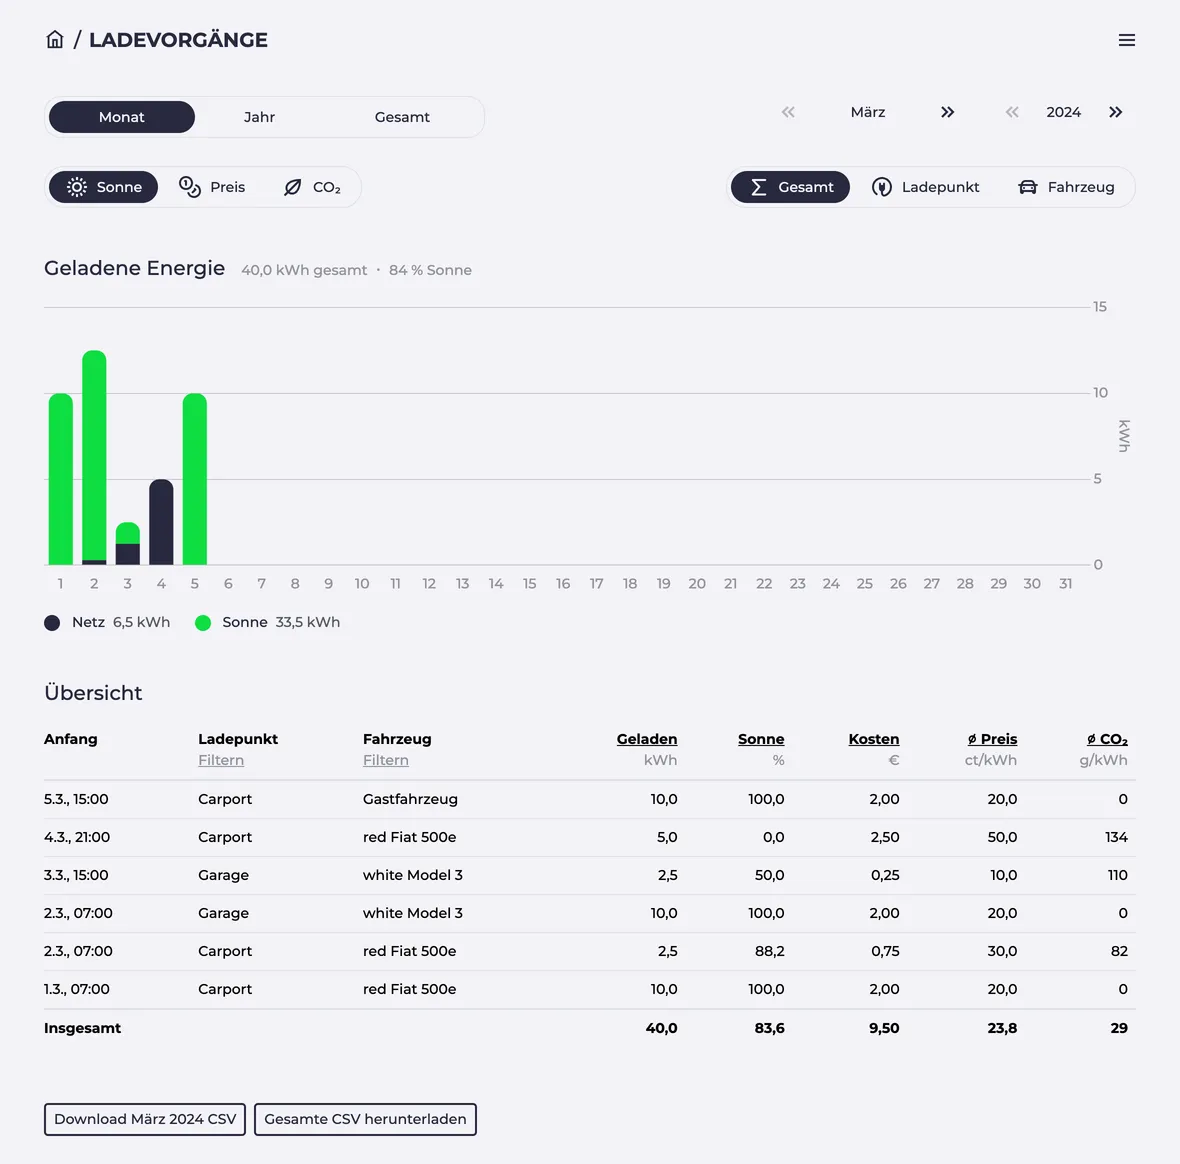 / LADEVORGÄNGE
Monat Jahr Gesamt März 2024
Sonne Preis CO₂ Gesamt Ladepunkt Fahrzeug
Geladene Energie 40,0 kWh gesamt · 84 % Sonne
15
10
kWh
5
0
1 2 3 4 5 6 7 8 9 10 11 12 13 14 15 16 17 18 19 20 21 22 23 24 25 26 27 28 29 30 31
Netz 6,5 kWh Sonne 33,5 kWh
Übersicht
Anfang Ladepunkt Fahrzeug Geladen Sonne Kosten ø Preis ø CO₂
Filtern Filtern kWh % € ct/kWh g/kWh
5.3., 15:00 Carport Gastfahrzeug 10,0 100,0 2,00 20,0 0
4.3., 21:00 Carport red Fiat 500e 5,0 0,0 2,50 50,0 134
3.3., 15:00 Garage white Model 3 2,5 50,0 0,25 10,0 110
2.3., 07:00 Garage white Model 3 10,0 100,0 2,00 20,0 0
2.3., 07:00 Carport red Fiat 500e 2,5 88,2 0,75 30,0 82
1.3., 07:00 Carport red Fiat 500e 10,0 100,0 2,00 20,0 0
Insgesamt 40,0 83,6 9,50 23,8 29
Download März 2024 CSV Gesamte CSV herunterladen